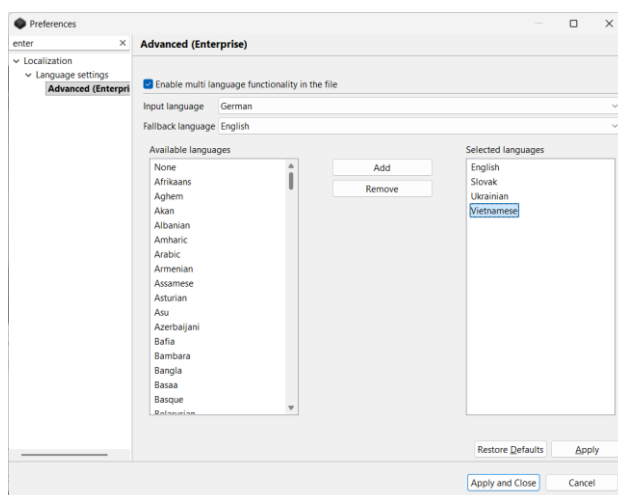 Preferences
enter
Localization
Language settings
Advanced (Enterpri
Advanced (Enterprise)
Enable multi language functionality in the file
Input language German
Fallback language English
Available languages
None
Afrikaans
Aghem
Akan
Albanian
Amharic
Arabic
Armenian
Assamese
Asturian
Asu
Azerbaijani
Bafia
Bambara
Bangla
Basaa
Basque
Belarusian
Add
Remove
Selected languages
English
Slovak
Ukrainian
Vietnamese
Restore Defaults Apply
Apply and Close Cancel